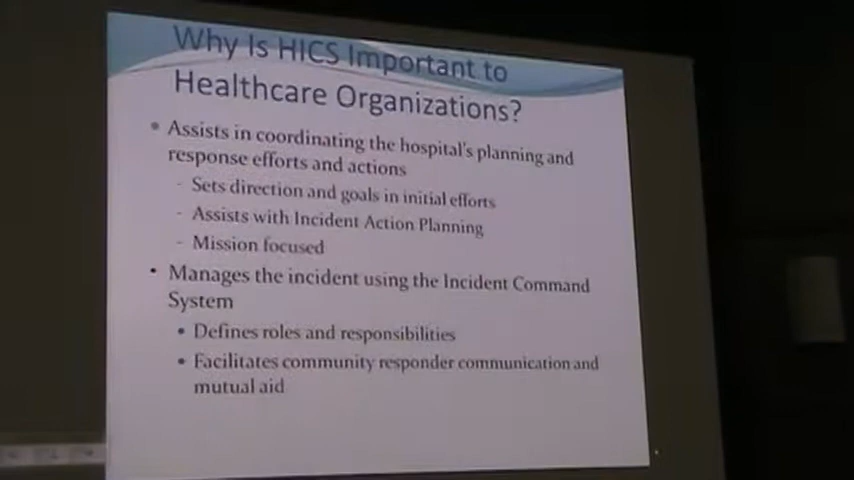 Why Is HICS Important to
Healthcare Organizations?
• Assists in coordinating the hospital's planning and
response efforts and actions
- Sets direction and goals in initial efforts
- Assists with Incident Action Planning
- Mission focused
• Manages the incident using the Incident Command
System
• Defines roles and responsibilities
• Facilitates community responder communication and
mutual aid